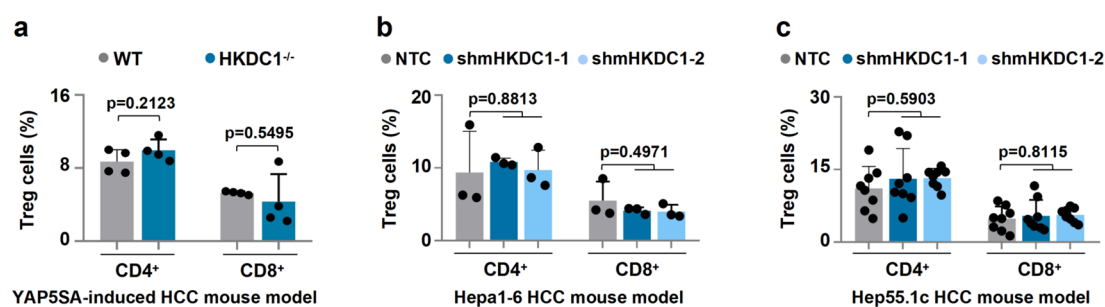 a
WT HKDC1⁻/⁻
Treg cells (%)
16
8
0
p=0.2123
p=0.5495
CD4⁺ CD8⁺
YAP5SA-induced HCC mouse model
b
NTC shmHKDC1-1 shmHKDC1-2
Treg cells (%)
20
10
0
p=0.8813
p=0.4971
CD4⁺ CD8⁺
Hepa1-6 HCC mouse model
c
NTC shmHKDC1-1 shmHKDC1-2
Treg cells (%)
30
15
0
p=0.5903
p=0.8115
CD4⁺ CD8⁺
Hep55.1c HCC mouse model